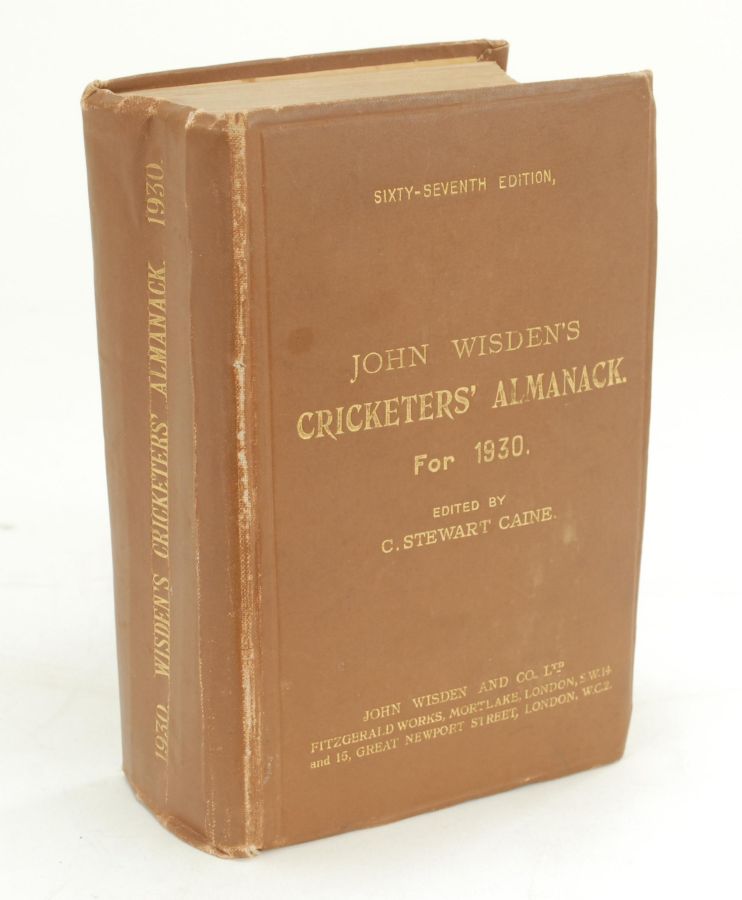 1930. WISDEN'S CRICKETERS' ALMANACK. 1930.
SIXTY-SEVENTH EDITION,
JOHN WISDEN'S
CRICKETERS' ALMANACK.
For 1930.
EDITED BY
C. STEWART CAINE.
JOHN WISDEN AND CO. LTD
FITZGERALD WORKS, MORTLAKE, LONDON, S.W.14
and 15, GREAT NEWPORT STREET, LONDON, W.C.2.